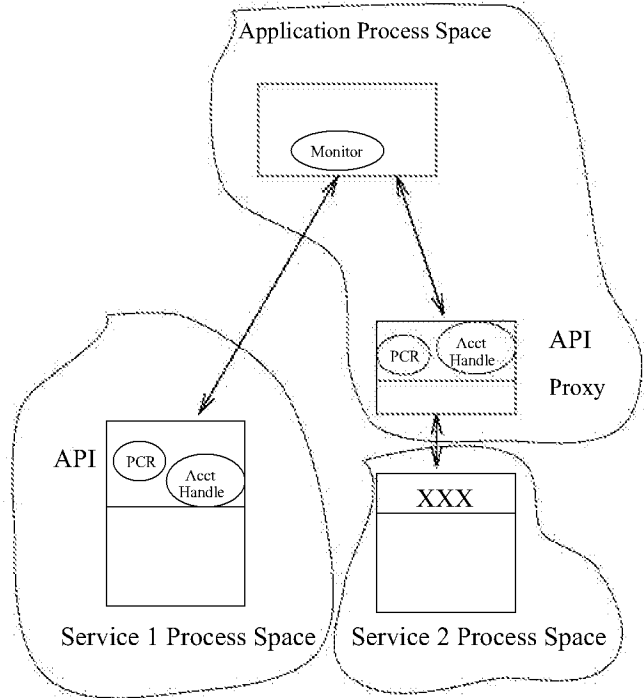 Application Process Space
Monitor
API
Proxy
PCR
Acct
Handle
API
PCR
Acct
Handle
XXX
Service 1 Process Space
Service 2 Process Space